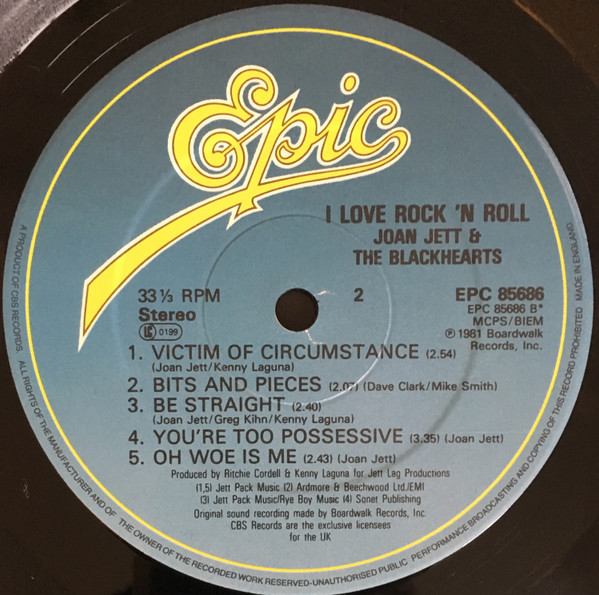 Epic
I LOVE ROCK 'N ROLL
JOAN JETT &
THE BLACKHEARTS
33⅓ RPM
Stereo
LC 0199
2
EPC 85686
EPC 85686 B*
MCPS/BIEM
℗ 1981 Boardwalk
Records, Inc.
1. VICTIM OF CIRCUMSTANCE (2.54)
(Joan Jett/Kenny Laguna)
2. BITS AND PIECES (2.07) (Dave Clark/Mike Smith)
3. BE STRAIGHT (2.40)
(Joan Jett/Greg Kihn/Kenny Laguna)
4. YOU'RE TOO POSSESSIVE (3.35) (Joan Jett)
5. OH WOE IS ME (2.43) (Joan Jett)
Produced by Ritchie Cordell & Kenny Laguna for Jett Lag Productions
(1,5) Jett Pack Music (2) Ardmore & Beechwood Ltd/EMI
(3) Jett Pack Music/Rye Boy Music (4) Sonet Publishing
Original sound recording made by Boardwalk Records, Inc.
CBS Records are the exclusive licensees
for the UK
A PRODUCT OF CBS RECORDS. ALL RIGHTS OF THE MANUFACTURER AND OF THE OWNER OF THE RECORDED WORK RESERVED-UNAUTHORISED PUBLIC PERFORMANCE BROADCASTING AND COPYING OF THIS RECORD PROHIBITED MADE IN ENGLAND.